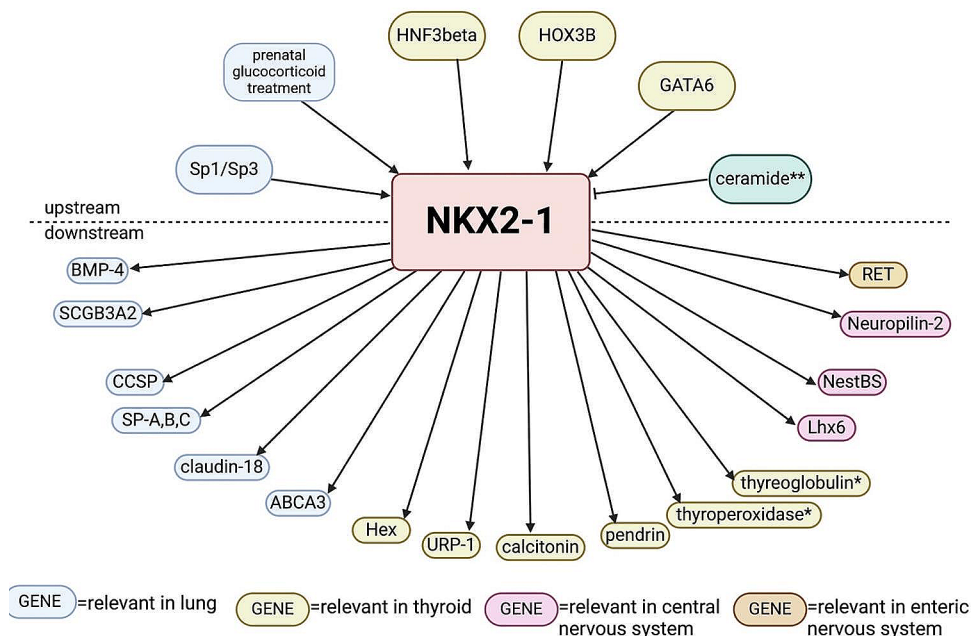 HNF3beta
HOX3B
prenatal
glucocorticoid
treatment
GATA6
Sp1/Sp3
ceramide**
upstream
NKX2-1
downstream
BMP-4
RET
SCGB3A2
Neuropilin-2
CCSP
NestBS
SP-A,B,C
Lhx6
claudin-18
ABCA3
thyreoglobulin*
thyroperoxidase*
Hex
URP-1
calcitonin
pendrin
GENE =relevant in lung
GENE =relevant in thyroid
GENE =relevant in central
nervous system
GENE =relevant in enteric
nervous system